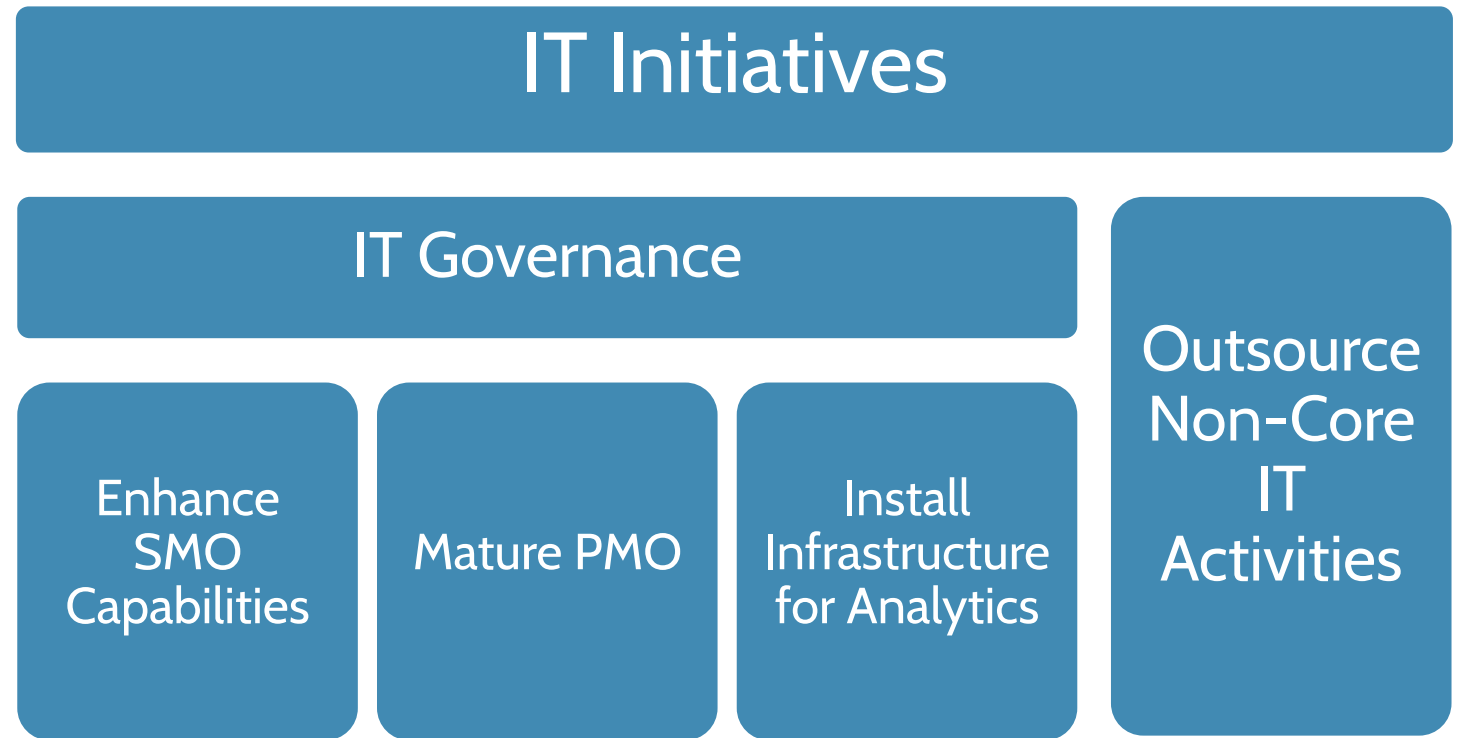 IT Initiatives
IT Governance
Enhance
SMO
Capabilities
Mature PMO
Install
Infrastructure
for Analytics
Outsource
Non-Core
IT
Activities